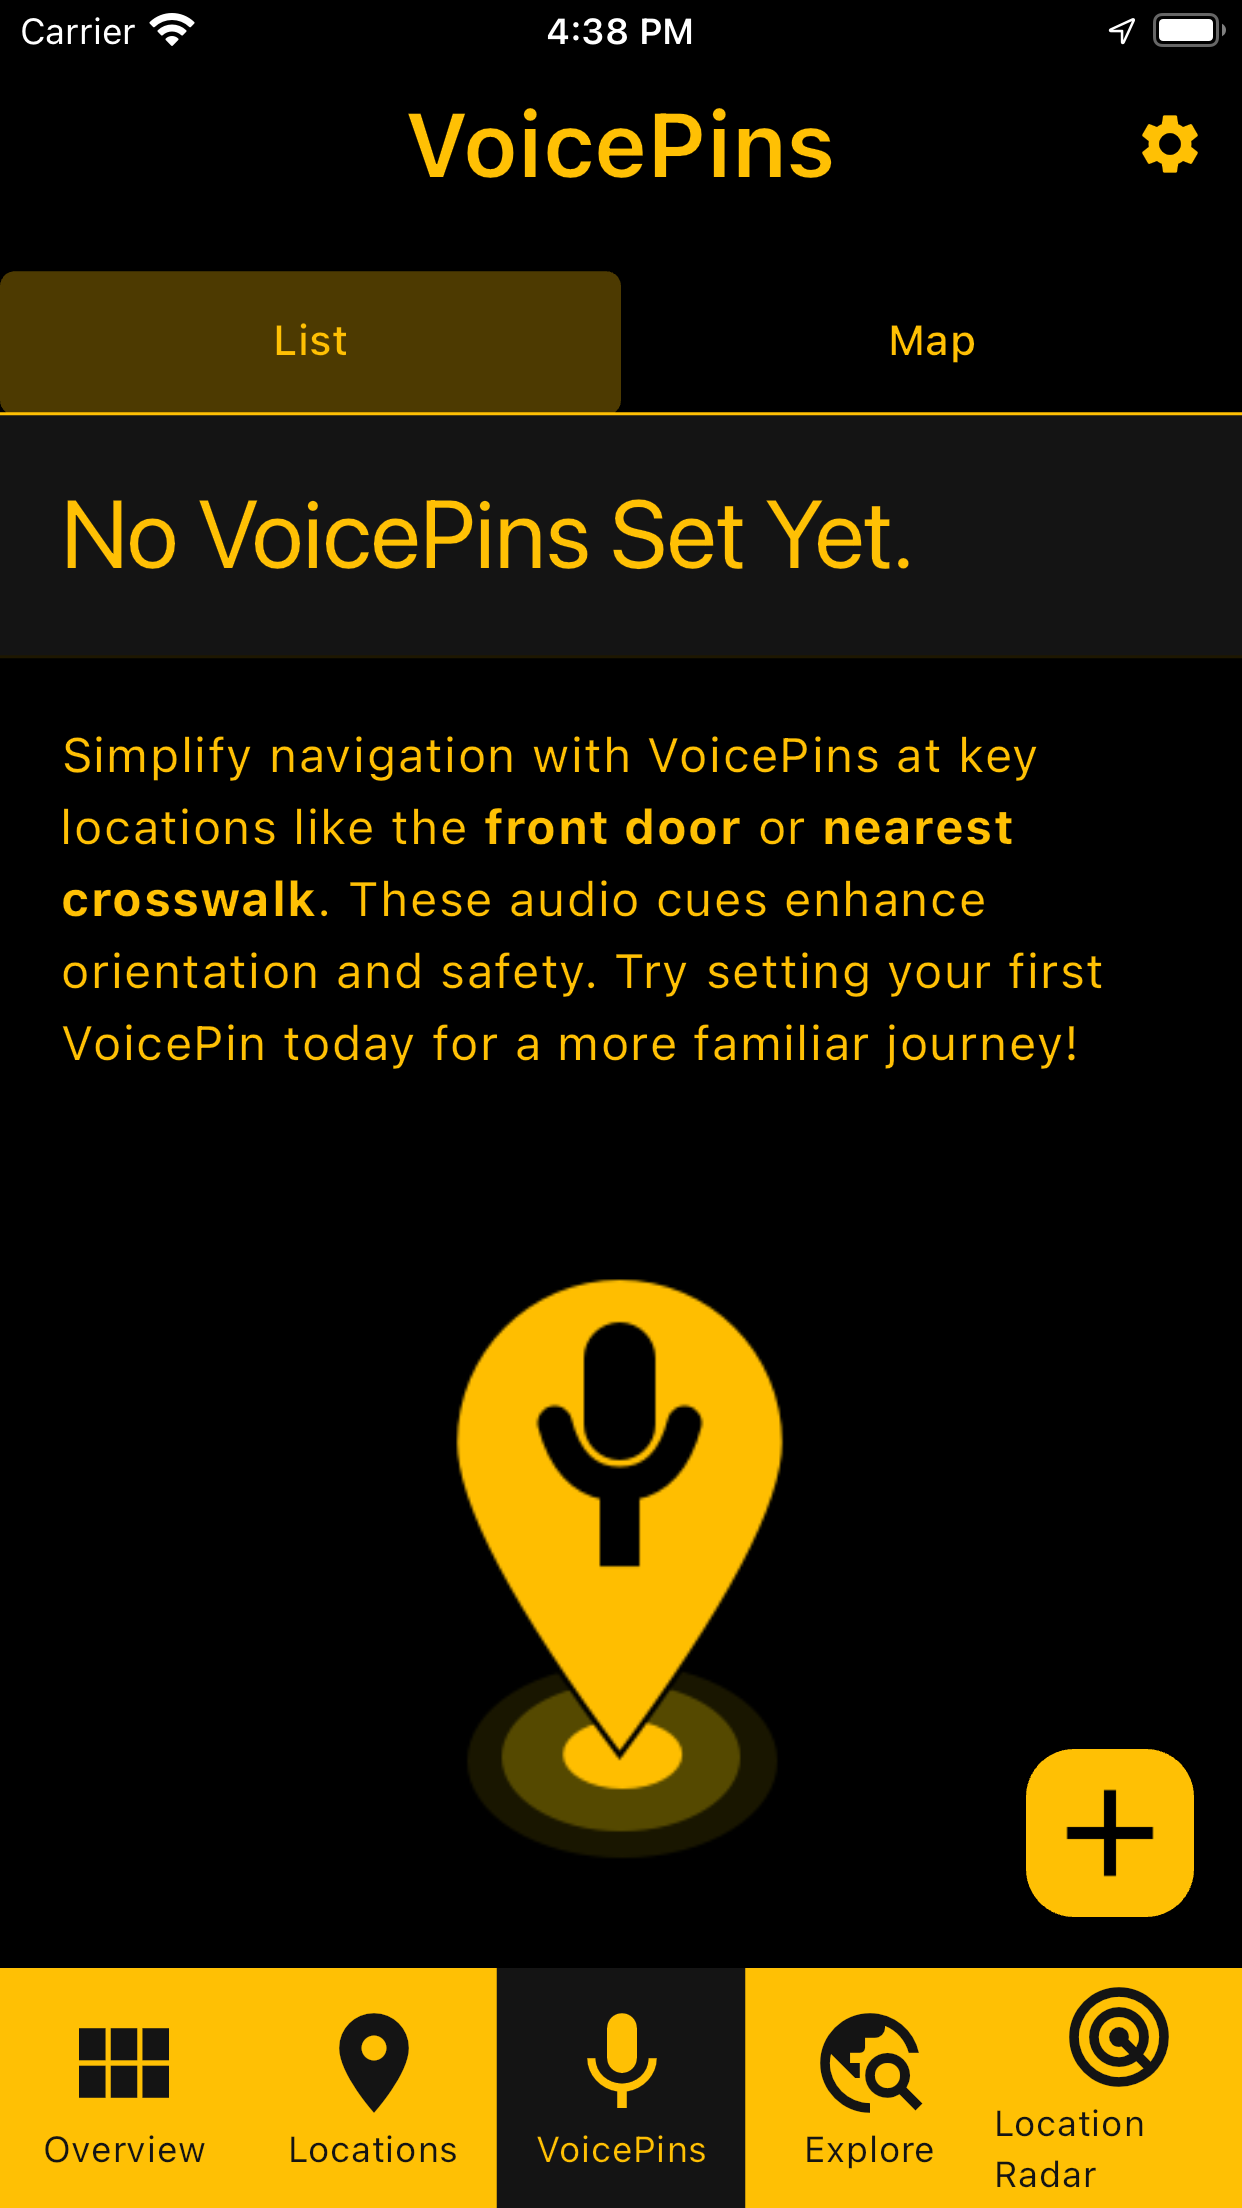 Carrier 4:38 PM
VoicePins
List Map
No VoicePins Set Yet.
Simplify navigation with VoicePins at key
locations like the front door or nearest
crosswalk. These audio cues enhance
orientation and safety. Try setting your first
VoicePin today for a more familiar journey!
Overview Locations VoicePins Explore Location
Radar